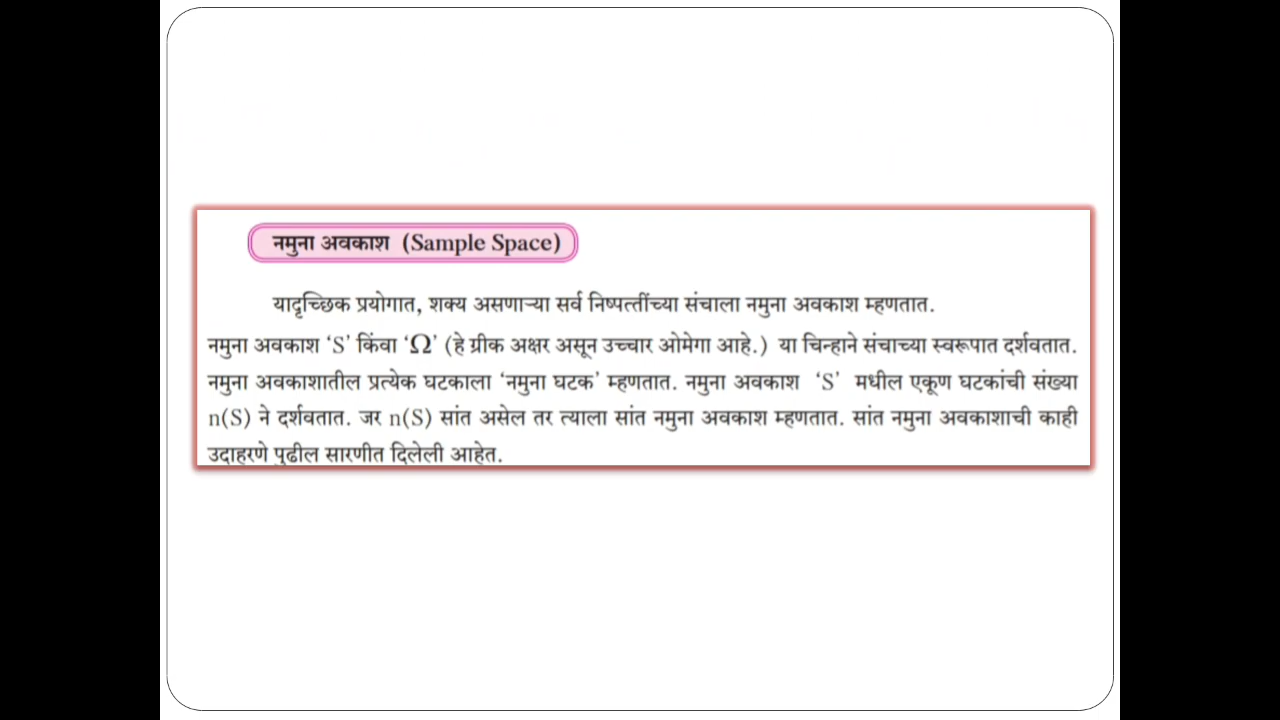 नमुना अवकाश (Sample Space)
यादृच्छिक प्रयोगात, शक्य असणाऱ्या सर्व निष्पत्तींच्या संचाला नमुना अवकाश म्हणतात.
नमुना अवकाश ‘S’ किंवा ‘Ω’ (हे ग्रीक अक्षर असून उच्चार ओमेगा आहे.) या चिन्हाने संचाच्या स्वरूपात दर्शवतात.
नमुना अवकाशातील प्रत्येक घटकाला ‘नमुना घटक’ म्हणतात. नमुना अवकाश ‘S’ मधील एकूण घटकांची संख्या
n(S) ने दर्शवतात. जर n(S) सांत असेल तर त्याला सांत नमुना अवकाश म्हणतात. सांत नमुना अवकाशाची काही
उदाहरणे पुढील सारणीत दिलेली आहेत.